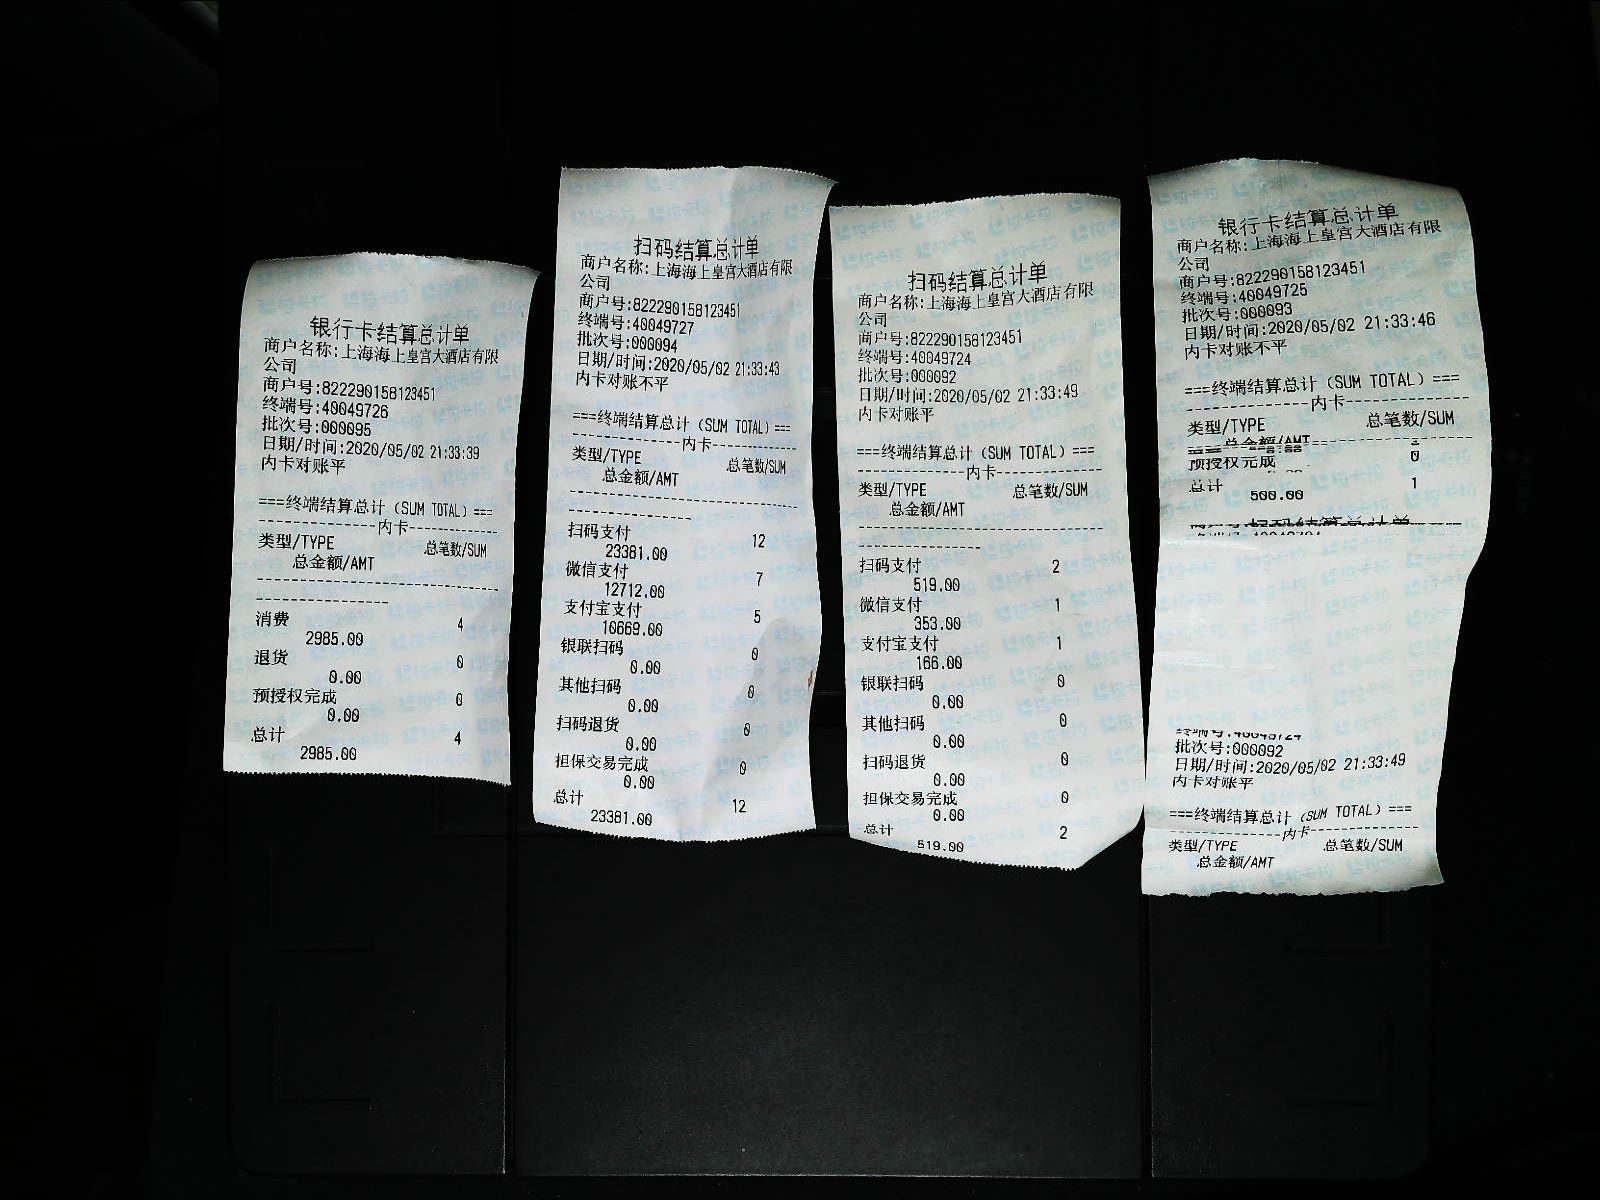 银行卡结算总计单
商户名称:上海海上皇宫大酒店有限
公司
商户号:822290158123451
终端号:40049726
批次号:000095
日期/时间:2020/05/02 21:33:39
内卡对账平
===终端结算总计(SUM TOTAL)===
----------------内卡------------
类型/TYPE 总笔数/SUM
总金额/AMT
消费 4
2985.00
退货 0
0.00
预授权完成 0
0.00
总计 4
2985.00
扫码结算总计单
商户名称:上海海上皇宫大酒店有限
公司
商户号:822290158123451
终端号:40049727
批次号:000094
日期/时间:2020/05/02 21:33:43
内卡对账不平
===终端结算总计(SUM TOTAL)===
----------------内卡------------
类型/TYPE 总笔数/SUM
总金额/AMT
扫码支付 12
23381.00
微信支付 7
12712.00
支付宝支付 5
10669.00
银联扫码 0
0.00
其他扫码 0
0.00
扫码退货 0
0.00
担保交易完成 0
0.00
总计 12
23381.00
扫码结算总计单
商户名称:上海海上皇宫大酒店有限
公司
商户号:822290158123451
终端号:40049724
批次号:000092
日期/时间:2020/05/02 21:33:49
内卡对账平
===终端结算总计(SUM TOTAL)===
----------------内卡------------
类型/TYPE 总笔数/SUM
总金额/AMT
扫码支付 2
519.00
微信支付 1
353.00
支付宝支付 1
166.00
银联扫码 0
0.00
其他扫码 0
0.00
扫码退货 0
0.00
担保交易完成 0
0.00
总计 2
519.00
银行卡结算总计单
商户名称:上海海上皇宫大酒店有限
公司
商户号:822290158123451
终端号:40049725
批次号:000093
日期/时间:2020/05/02 21:33:46
内卡对账不平
===终端结算总计(SUM TOTAL)===
----------------内卡------------
类型/TYPE 总笔数/SUM
总金额/AMT
预授权完成 0
总计 1
500.00
扫码结算总计单
终端号:40049724
批次号:000092
日期/时间:2020/05/02 21:33:49
内卡对账平
===终端结算总计(SUM TOTAL)===
----------------内卡------------
类型/TYPE 总笔数/SUM
总金额/AMT